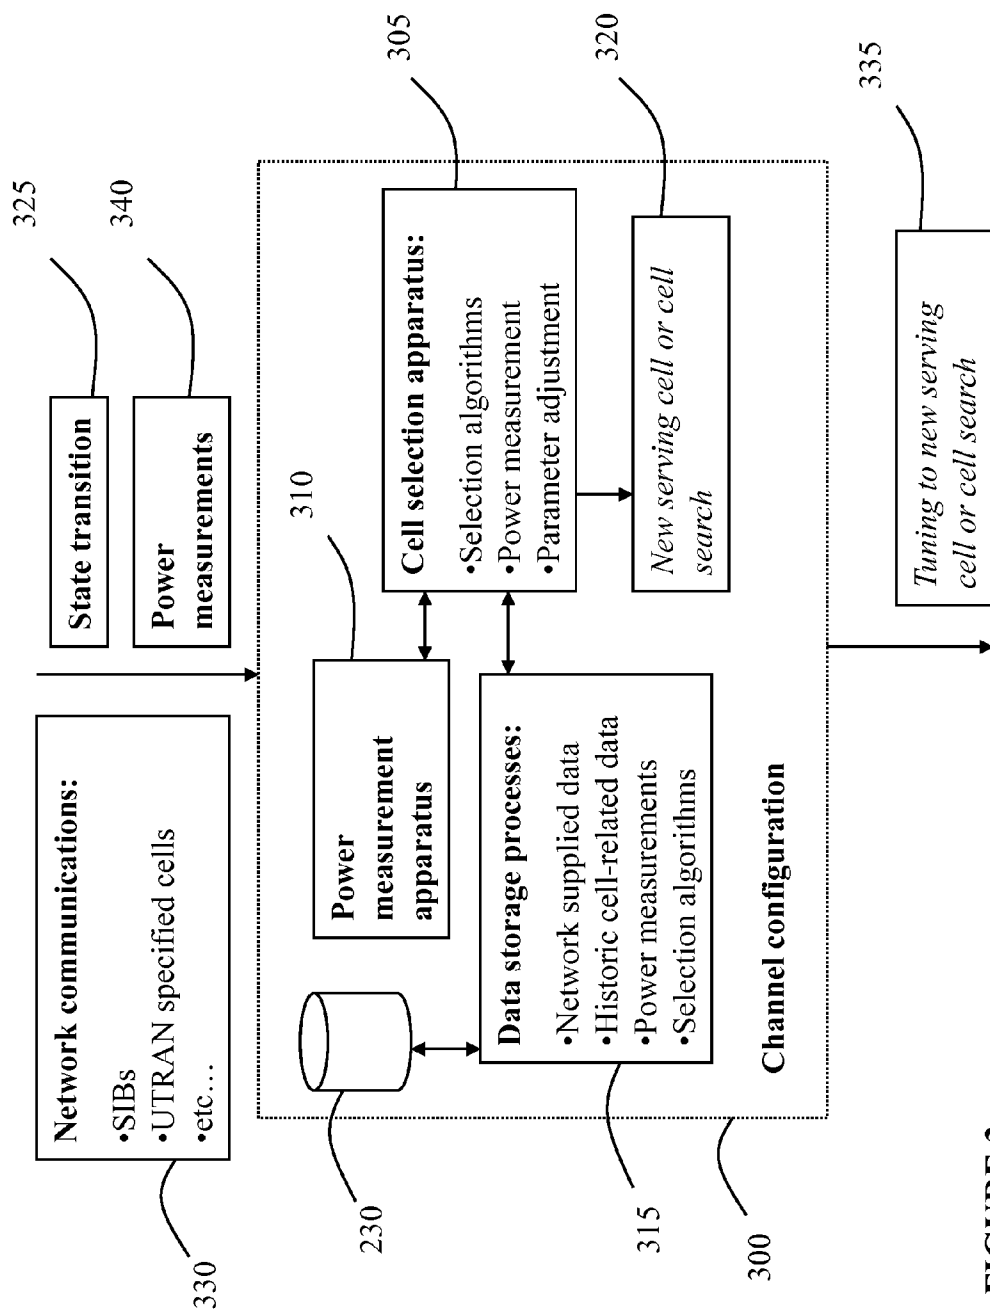 Network communications:
•SIBs
•UTRAN specified cells
•etc…
330
State transition
325
Power
measurements
340
230
Power
measurement
apparatus
310
Cell selection apparatus:
•Selection algorithms
•Power measurement
•Parameter adjustment
305
Data storage processes:
•Network supplied data
•Historic cell-related data
•Power measurements
•Selection algorithms
315
New serving cell or cell
search
320
Channel configuration
300
Tuning to new serving
cell or cell search
335